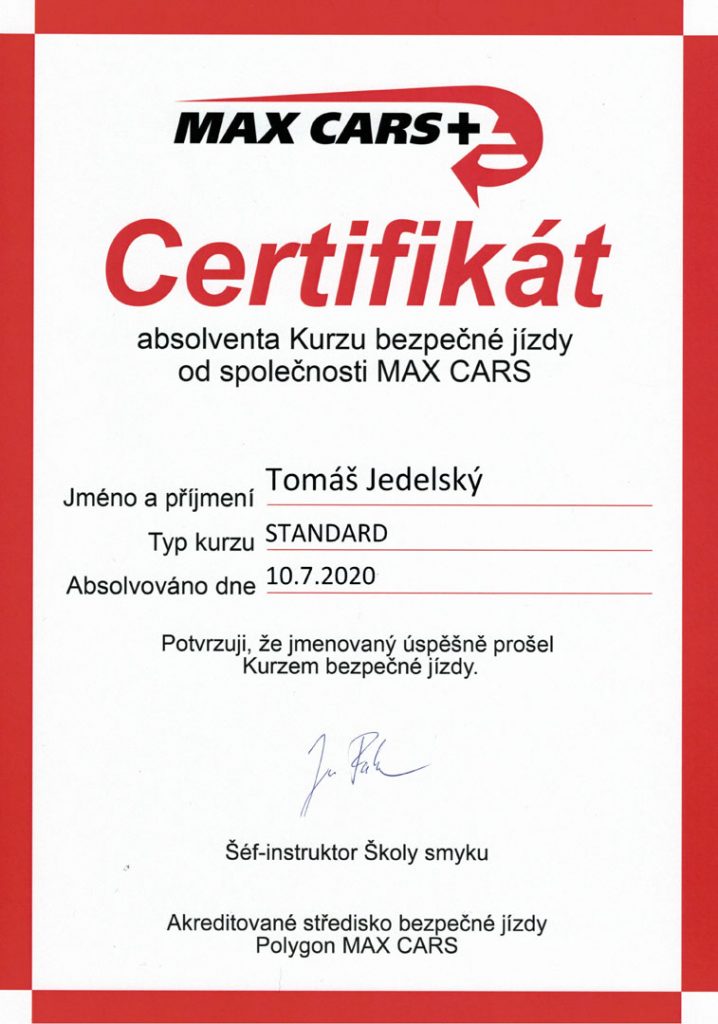 MAX CARS+
Certifikát
absolventa Kurzu bezpečné jízdy
od společnosti MAX CARS
Jméno a příjmení Tomáš Jedelský
Typ kurzu STANDARD
Absolvováno dne 10.7.2020
Potvrzuji, že jmenovaný úspěšně prošel
Kurzem bezpečné jízdy.
Šéf-instruktor Školy smyku
Akreditované středisko bezpečné jízdy
Polygon MAX CARS